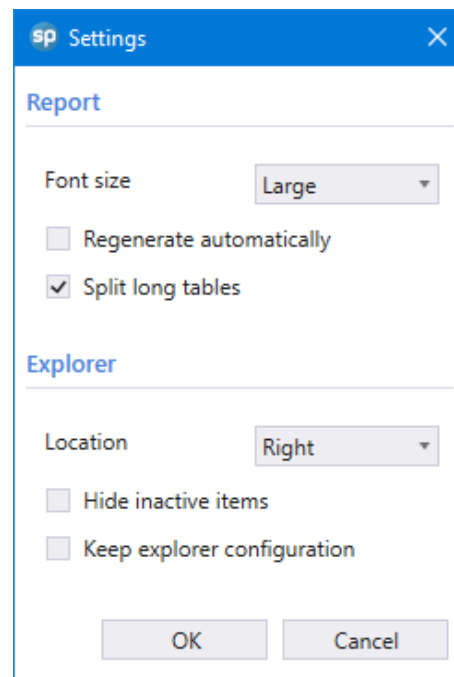 sp Settings
Report
Font size Large
Regenerate automatically
Split long tables
Explorer
Location Right
Hide inactive items
Keep explorer configuration
OK Cancel